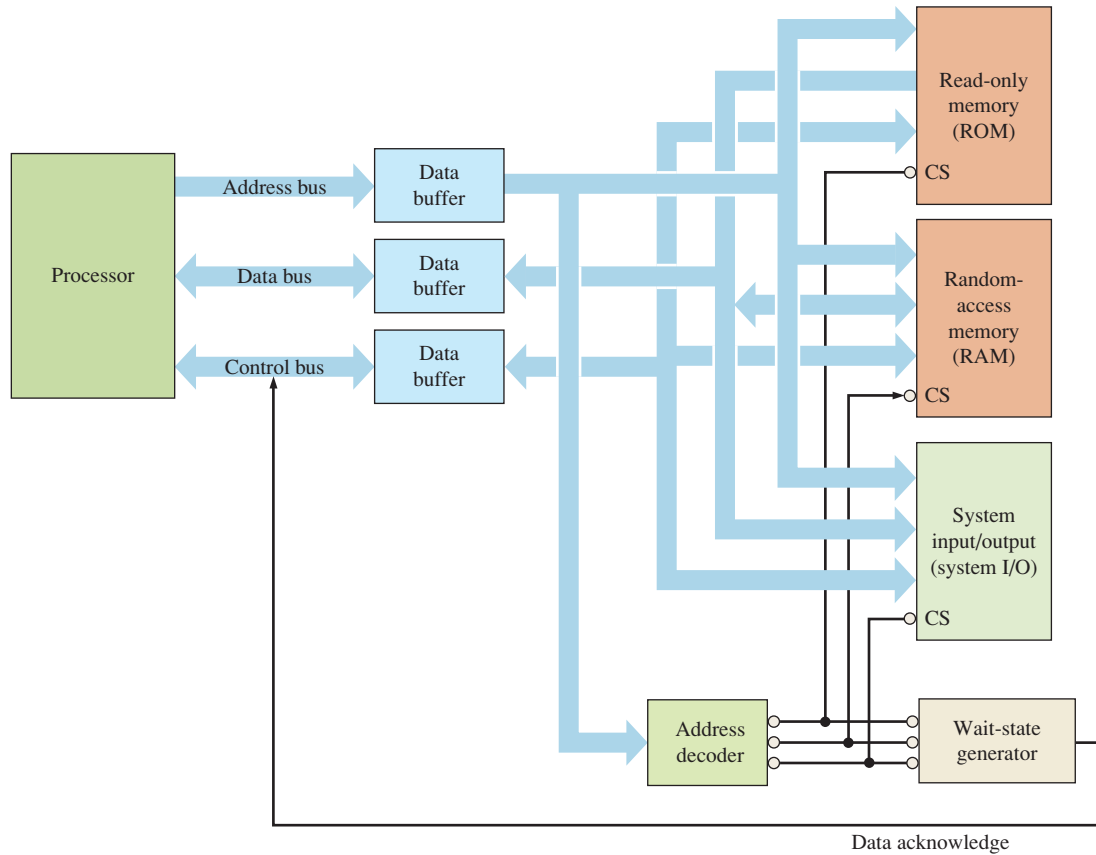 Processor
Address bus
Data bus
Control bus
Data
buffer
Data
buffer
Data
buffer
Read-only
memory
(ROM)
CS
Random-
access
memory
(RAM)
CS
System
input/output
(system I/O)
CS
Address
decoder
Wait-state
generator
Data acknowledge